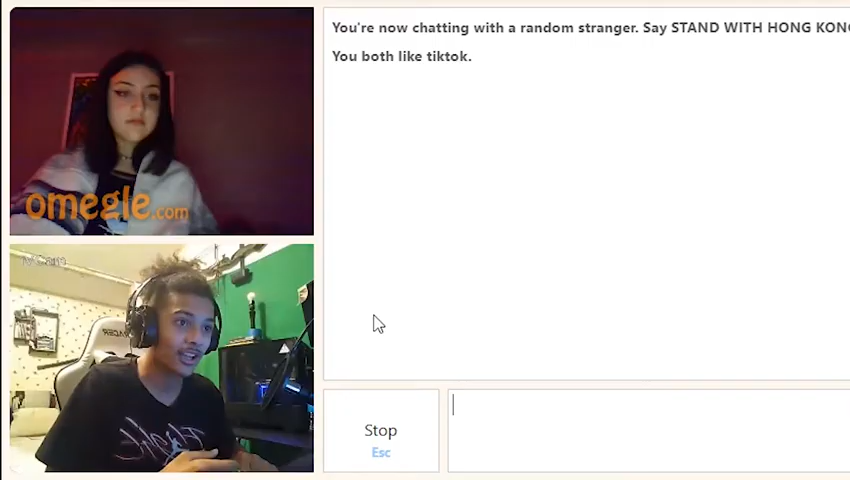 You're now chatting with a random stranger. Say STAND WITH HONG KONG
You both like tiktok.
omegle.com
Stop
Esc